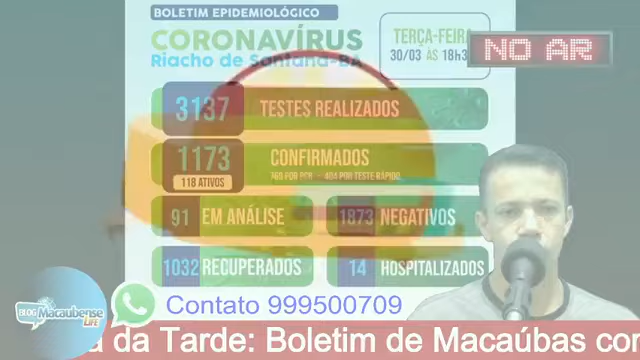 BOLETIM EPIDEMIOLÓGICO
CORONAVÍRUS
Riacho de Santana-BA
TERÇA-FEIRA
30/03 ÀS 18h3
NO AR
3137 TESTES REALIZADOS
1173 CONFIRMADOS
769 POR PCR - 404 POR TESTE RÁPIDO
118 ATIVOS
91 EM ANÁLISE
1873 NEGATIVOS
1032 RECUPERADOS
14 HOSPITALIZADOS
BLOG
Macaubense
LIFE
Contato 999500709
a da Tarde: Boletim de Macaúbas con